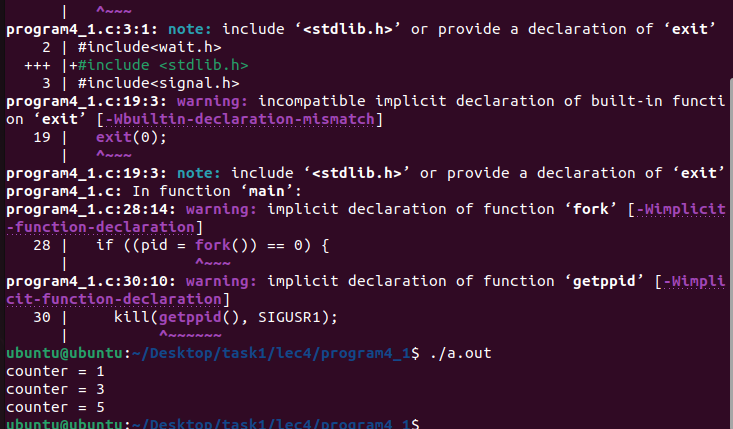 |   ^~~~
program4_1.c:3:1: note: include ‘<stdlib.h>’ or provide a declaration of ‘exit’
    2 | #include<wait.h>
  +++ |+#include <stdlib.h>
    3 | #include<signal.h>
program4_1.c:19:3: warning: incompatible implicit declaration of built-in functi
on ‘exit’ [-Wbuiltin-declaration-mismatch]
   19 |   exit(0);
      |   ^~~~
program4_1.c:19:3: note: include ‘<stdlib.h>’ or provide a declaration of ‘exit’
program4_1.c: In function ‘main’:
program4_1.c:28:14: warning: implicit declaration of function ‘fork’ [-Wimplicit
-function-declaration]
   28 |   if ((pid = fork()) == 0) {
      |              ^~~~
program4_1.c:30:10: warning: implicit declaration of function ‘getppid’ [-Wimpli
cit-function-declaration]
   30 |     kill(getppid(), SIGUSR1);
      |          ^~~~~~~
ubuntu@ubuntu:~/Desktop/task1/lec4/program4_1$ ./a.out
counter = 1
counter = 3
counter = 5
ubuntu@ubuntu:~/Desktop/task1/lec4/program4_1$